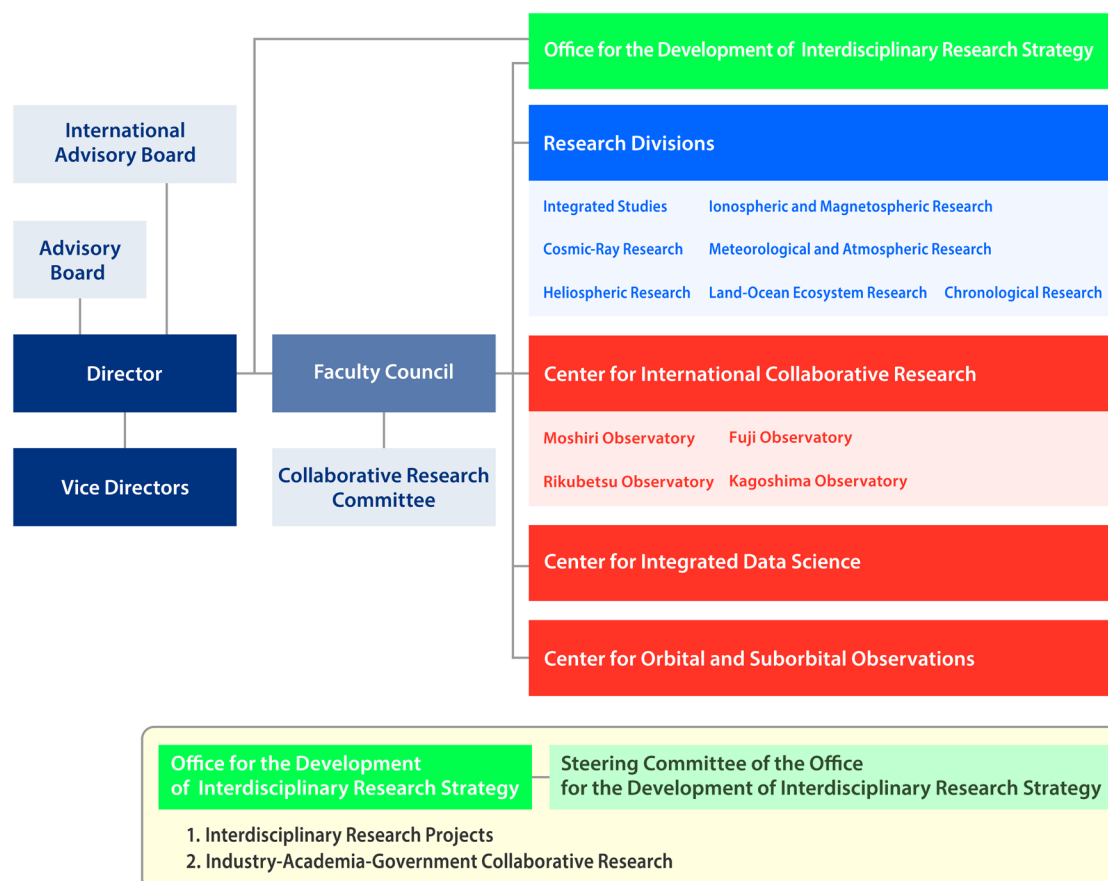 Office for the Development of Interdisciplinary Research Strategy
International
Advisory Board
Research Divisions
Integrated Studies
Ionospheric and Magnetospheric Research
Advisory
Board
Cosmic-Ray Research
Meteorological and Atmospheric Research
Heliospheric Research
Land-Ocean Ecosystem Research
Chronological Research
Director
Faculty Council
Center for International Collaborative Research
Moshiri Observatory
Fuji Observatory
Rikubetsu Observatory
Kagoshima Observatory
Vice Directors
Collaborative Research
Committee
Center for Integrated Data Science
Center for Orbital and Suborbital Observations
Office for the Development
of Interdisciplinary Research Strategy
Steering Committee of the Office
for the Development of Interdisciplinary Research Strategy
1. Interdisciplinary Research Projects
2. Industry-Academia-Government Collaborative Research